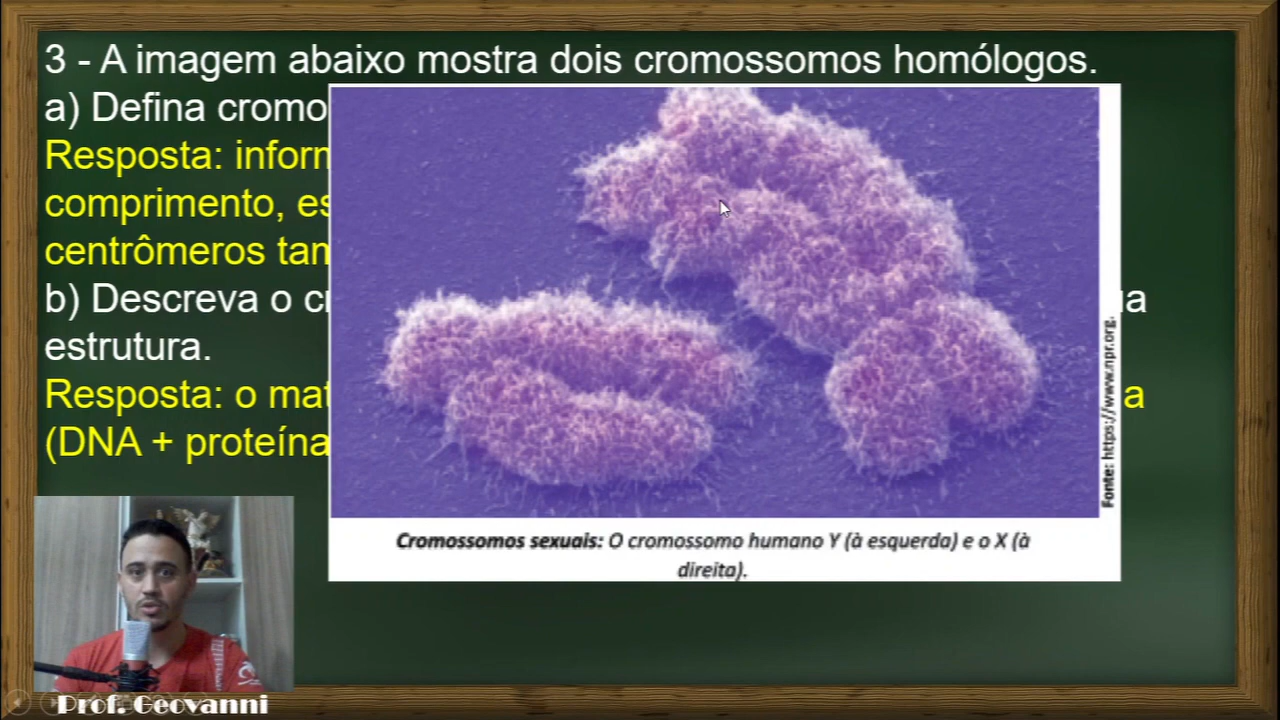 3 - A imagem abaixo mostra dois cromossomos homólogos.
a) Defina cromo
Resposta: inforn
comprimento, es
centrômeros tan
b) Descreva o cr
ua
estrutura.
Resposta: o mat
a
(DNA + proteína
Fonte: https://www.npr.org.
Cromossomos sexuais: O cromossomo humano Y (à esquerda) e o X (à
direita).
Prof. Geovanni